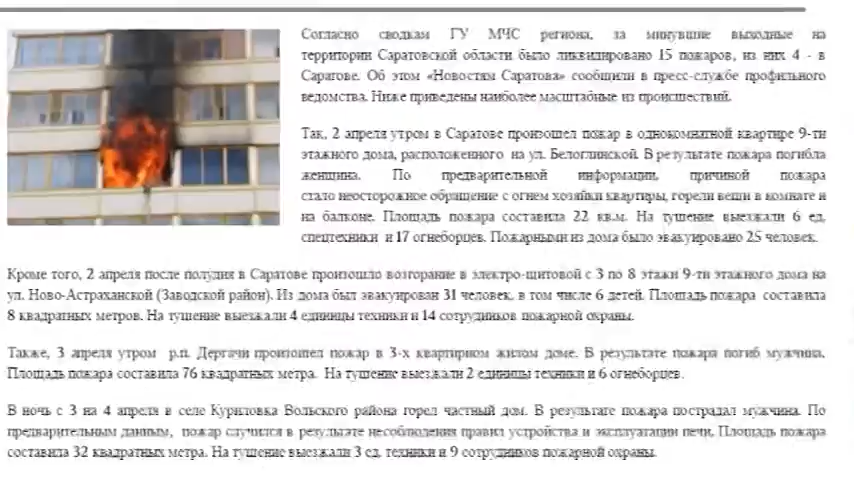 Согласно сводкам ГУ МЧС региона, за минувшие выходные на
территории Саратовской области было ликвидировано 15 пожаров, из них 4 - в
Саратове. Об этом «Новостям Саратова» сообщили в пресс-службе профильного
ведомства. Ниже приведены наиболее масштабные из происшествий.
Так, 2 апреля утром в Саратове произошел пожар в однокомнатной квартире 9-ти
этажного дома, расположенного на ул. Белоглинской. В результате пожара погибла
женщина. По предварительной информации, причиной пожара
стало неосторожное обращение с огнем хозяйки квартиры, горели вещи в комнате и
на балконе. Площадь пожара составила 22 кв.м. На тушение выезжали 6 ед.
спецтехники и 17 огнеборцев. Пожарными из дома было эвакуировано 25 человек.
Кроме того, 2 апреля после полудня в Саратове произошло возгорание в электро-щитовой с 3 по 8 этажи 9-ти этажного дома на
ул. Ново-Астраханской (Заводской район). Из дома был эвакуирован 31 человек, в том числе 6 детей. Площадь пожара составила
8 квадратных метров. На тушение выезжали 4 единицы техники и 14 сотрудников пожарной охраны.
Также, 3 апреля утром р.п. Дергачи произошел пожар в 3-х квартирном жилом доме. В результате пожара погиб мужчина.
Площадь пожара составила 76 квадратных метра. На тушение выезжали 2 единицы техники и 6 огнеборцев.
В ночь с 3 на 4 апреля в селе Куриловка Вольского района горел частный дом. В результате пожара пострадал мужчина. По
предварительным данным, пожар случился в результате несоблюдения правил устройства и эксплуатации печи. Площадь пожара
составила 32 квадратных метра. На тушение выезжали 3 ед. техники и 9 сотрудников пожарной охраны.